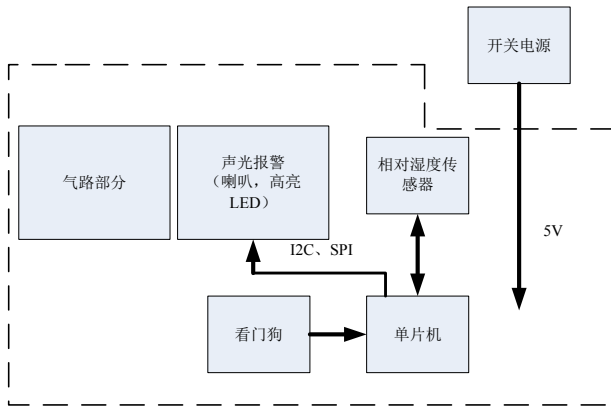 开关电源
气路部分
声光报警
（喇叭，高亮
LED）
相对湿度传
感器
I2C、SPI
5V
看门狗
单片机